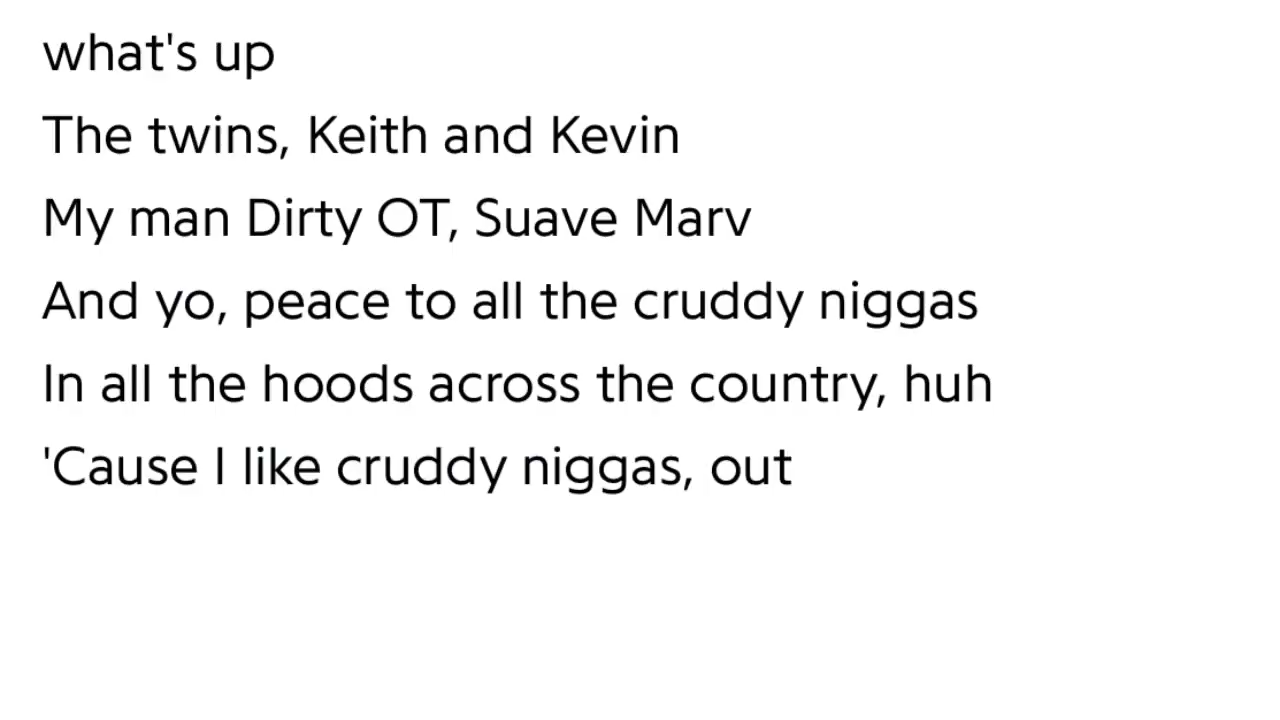 what's up
The twins, Keith and Kevin
My man Dirty OT, Suave Marv
And yo, peace to all the cruddy niggas
In all the hoods across the country, huh
'Cause I like cruddy niggas, out